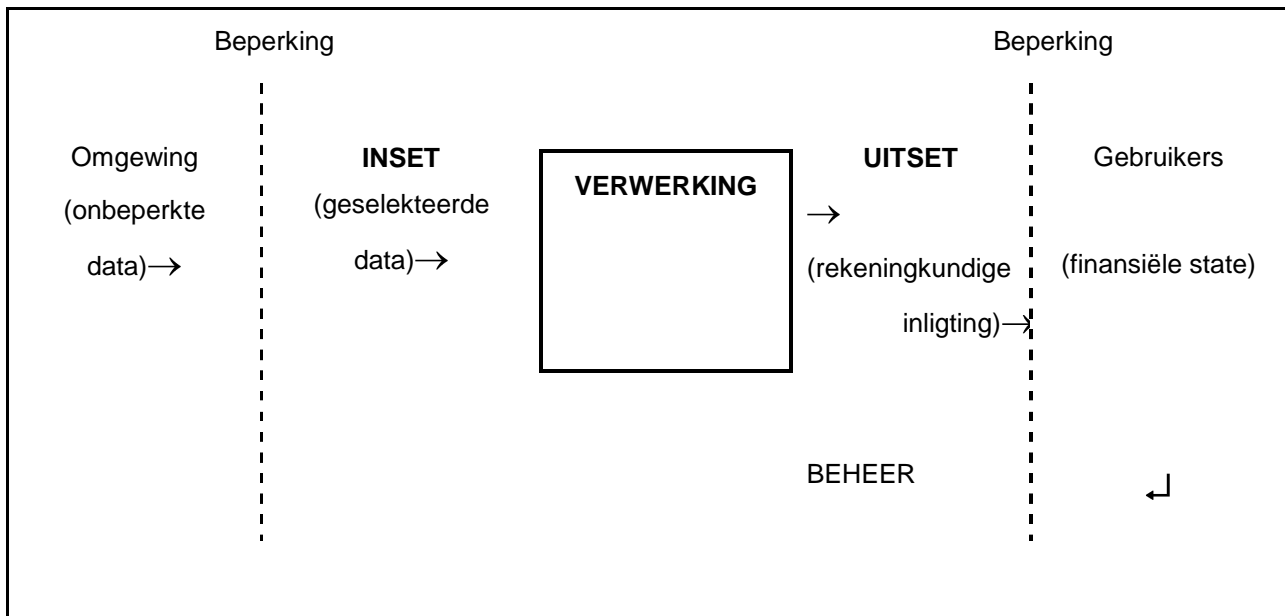 Beperking
Beperking
Omgewing
(onbeperkte
data)→
INSET
(geselekteerde
data)→
VERWERKING
UITSET
→
(rekeningkundige
inligting)→
Gebruikers
(finansiële state)
BEHEER
↵